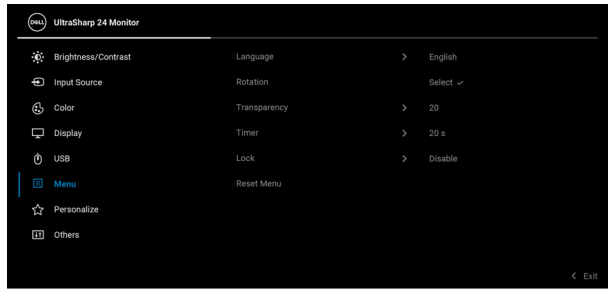 DELL UltraSharp 24 Monitor
Brightness/Contrast Language > English
Input Source Rotation Select ✓
Color Transparency > 20
Display Timer > 20 s
USB Lock > Disable
Menu Reset Menu
Personalize
Others
< Exit